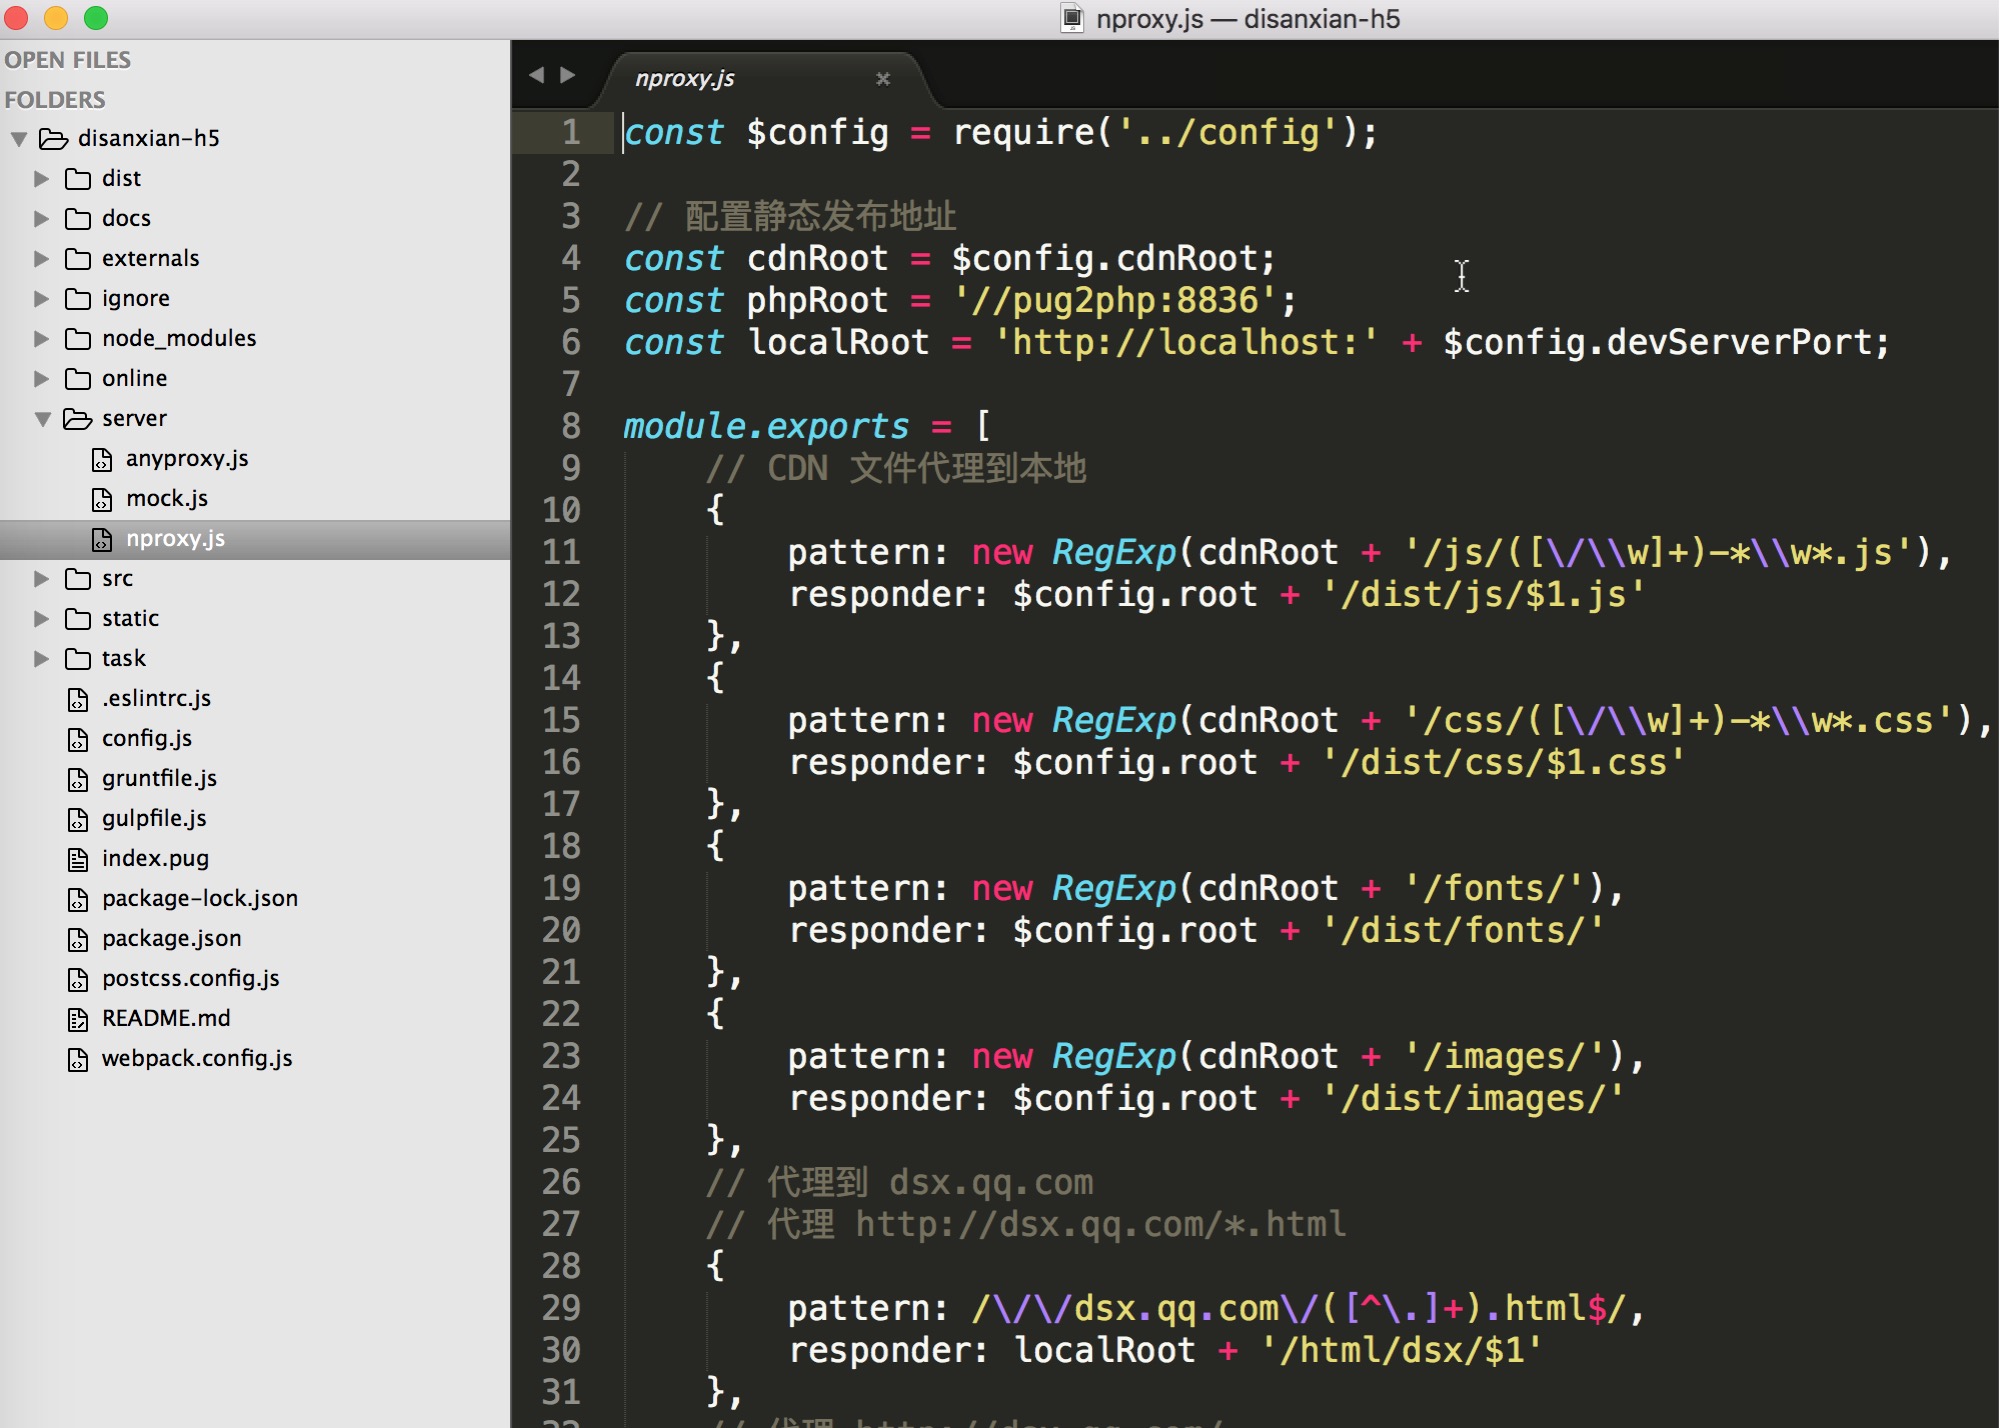 nproxy.js — disanxian-h5
OPEN FILES
FOLDERS
disanxian-h5
dist
docs
externals
ignore
node_modules
online
server
anyproxy.js
mock.js
nproxy.js
src
static
task
.eslintrc.js
config.js
gruntfile.js
gulpfile.js
index.pug
package-lock.json
package.json
postcss.config.js
README.md
webpack.config.js
nproxy.js ×
1 const $config = require('../config');
2
3 // 配置静态发布地址
4 const cdnRoot = $config.cdnRoot;
5 const phpRoot = '//pug2php:8836';
6 const localRoot = 'http://localhost:' + $config.devServerPort;
7
8 module.exports = [
9 // CDN 文件代理到本地
10 {
11 pattern: new RegExp(cdnRoot + '/js/([\/\\w]+)-*\\w*.js'),
12 responder: $config.root + '/dist/js/$1.js'
13 },
14 {
15 pattern: new RegExp(cdnRoot + '/css/([\/\\w]+)-*\\w*.css'),
16 responder: $config.root + '/dist/css/$1.css'
17 },
18 {
19 pattern: new RegExp(cdnRoot + '/fonts/'),
20 responder: $config.root + '/dist/fonts/'
21 },
22 {
23 pattern: new RegExp(cdnRoot + '/images/'),
24 responder: $config.root + '/dist/images/'
25 },
26 // 代理到 dsx.qq.com
27 // 代理 http://dsx.qq.com/*.html
28 {
29 pattern: /\/\/dsx.qq.com\/([^\.]+).html$/,
30 responder: localRoot + '/html/dsx/$1'
31 },
32 // 代理 http://dsx.qq.com/